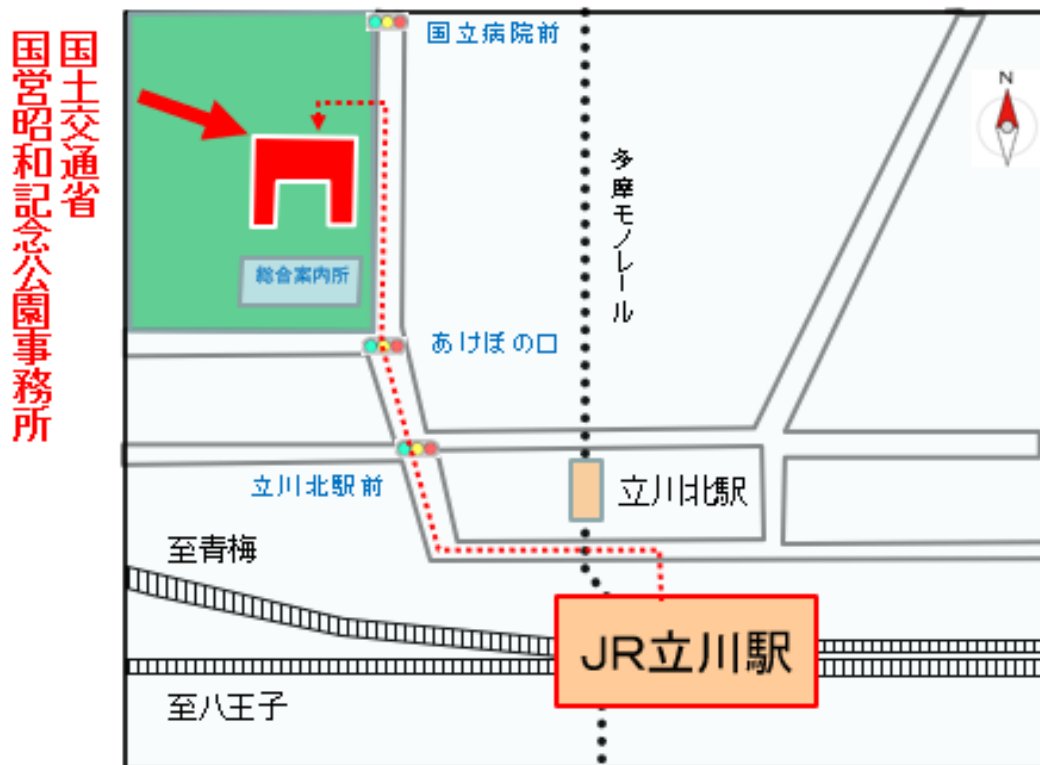 国土交通省
国営昭和記念公園事務所
国立病院前
N
多摩モノレール
総合案内所
あけぼの口
立川北駅前
立川北駅
至青梅
JR立川駅
至八王子